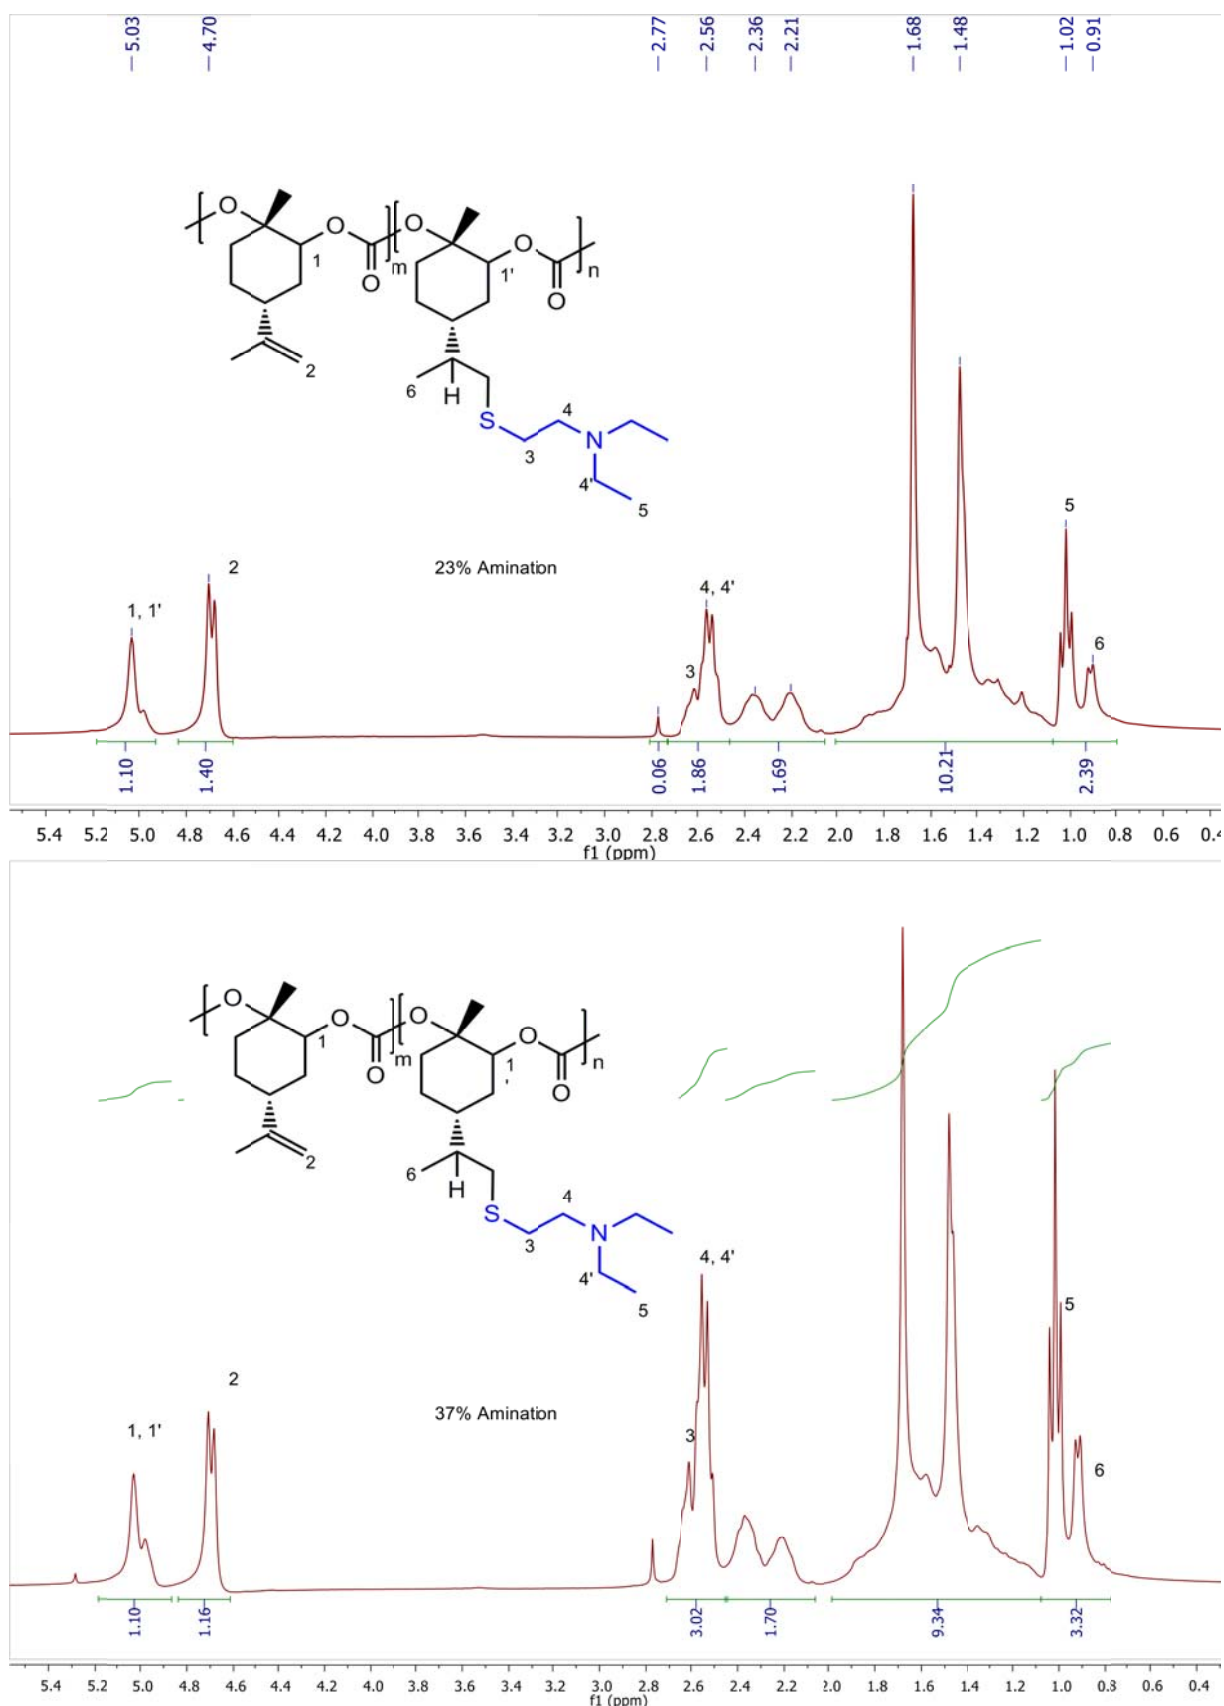 5.03 4.70 2.77 2.56 2.36 2.21 1.68 1.48 1.02 0.91
O O O O
1 m 1' n
O O
2 6 H
S 4
3 N
4'
5
23% Amination
1, 1' 2 3 4, 4' 5 6
1.10 1.40 0.06 1.86 1.69 10.21 2.39
5.4 5.2 5.0 4.8 4.6 4.4 4.2 4.0 3.8 3.6 3.4 3.2 3.0 2.8 2.6 2.4 2.2 2.0 1.8 1.6 1.4 1.2 1.0 0.8 0.6 0.4
f1 (ppm)
O O O O
1 m 1 ' n
O O
2 6 H
S 4
3 N
4'
5
37% Amination
1, 1' 2 3 4, 4' 5 6
1.10 1.16 3.02 1.70 9.34 3.32
5.4 5.2 5.0 4.8 4.6 4.4 4.2 4.0 3.8 3.6 3.4 3.2 3.0 2.8 2.6 2.4 2.2 2.0 1.8 1.6 1.4 1.2 1.0 0.8 0.6 0.4
f1 (ppm)